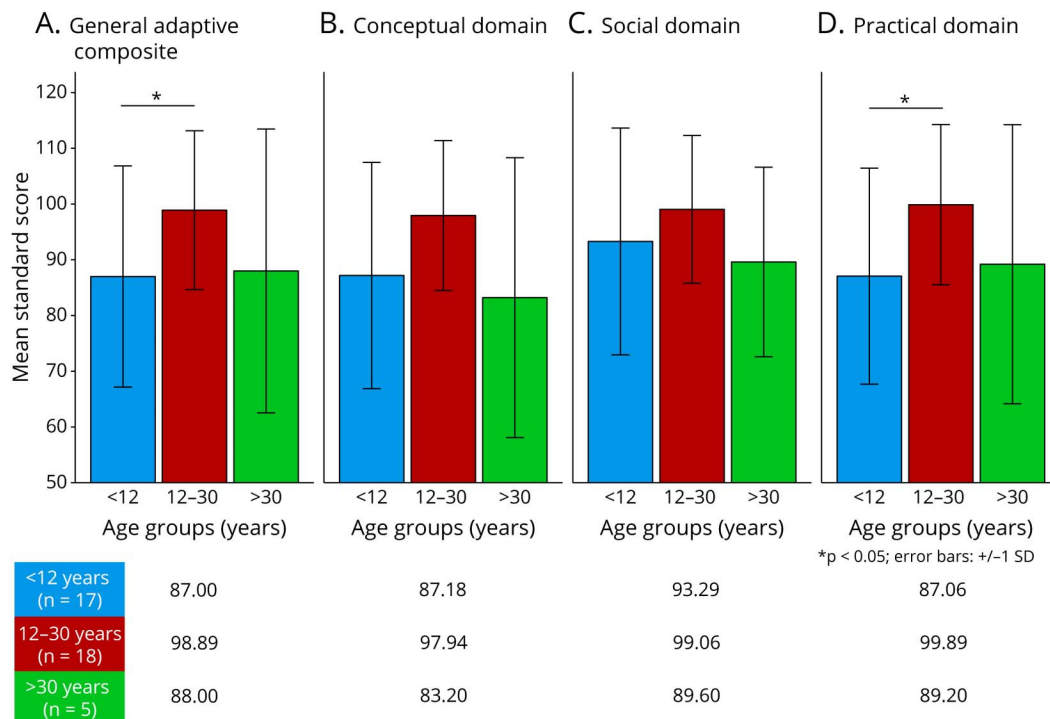 A. General adaptive
composite
B. Conceptual domain
C. Social domain
D. Practical domain
Mean standard score
120
110
100
90
80
70
60
50
*
*
<12 12–30 >30
<12 12–30 >30
<12 12–30 >30
<12 12–30 >30
Age groups (years)
Age groups (years)
Age groups (years)
Age groups (years)
*p < 0.05; error bars: +/–1 SD
<12 years
(n = 17)
87.00 87.18 93.29 87.06
12–30 years
(n = 18)
98.89 97.94 99.06 99.89
>30 years
(n = 5)
88.00 83.20 89.60 89.20